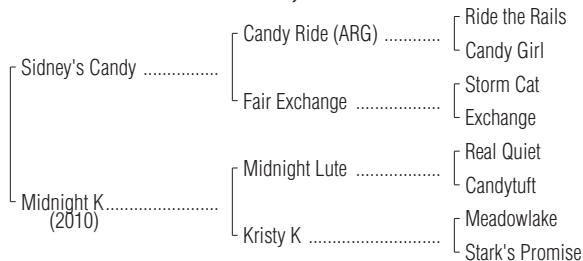 Ride the Rails
Candy Ride (ARG) ............
Candy Girl
Sidney's Candy ................
Storm Cat
Fair Exchange ..................
Exchange
Real Quiet
Midnight Lute ..................
Candytuft
Midnight K........................
(2010)
Meadowlake
Kristy K ............................
Stark's Promise